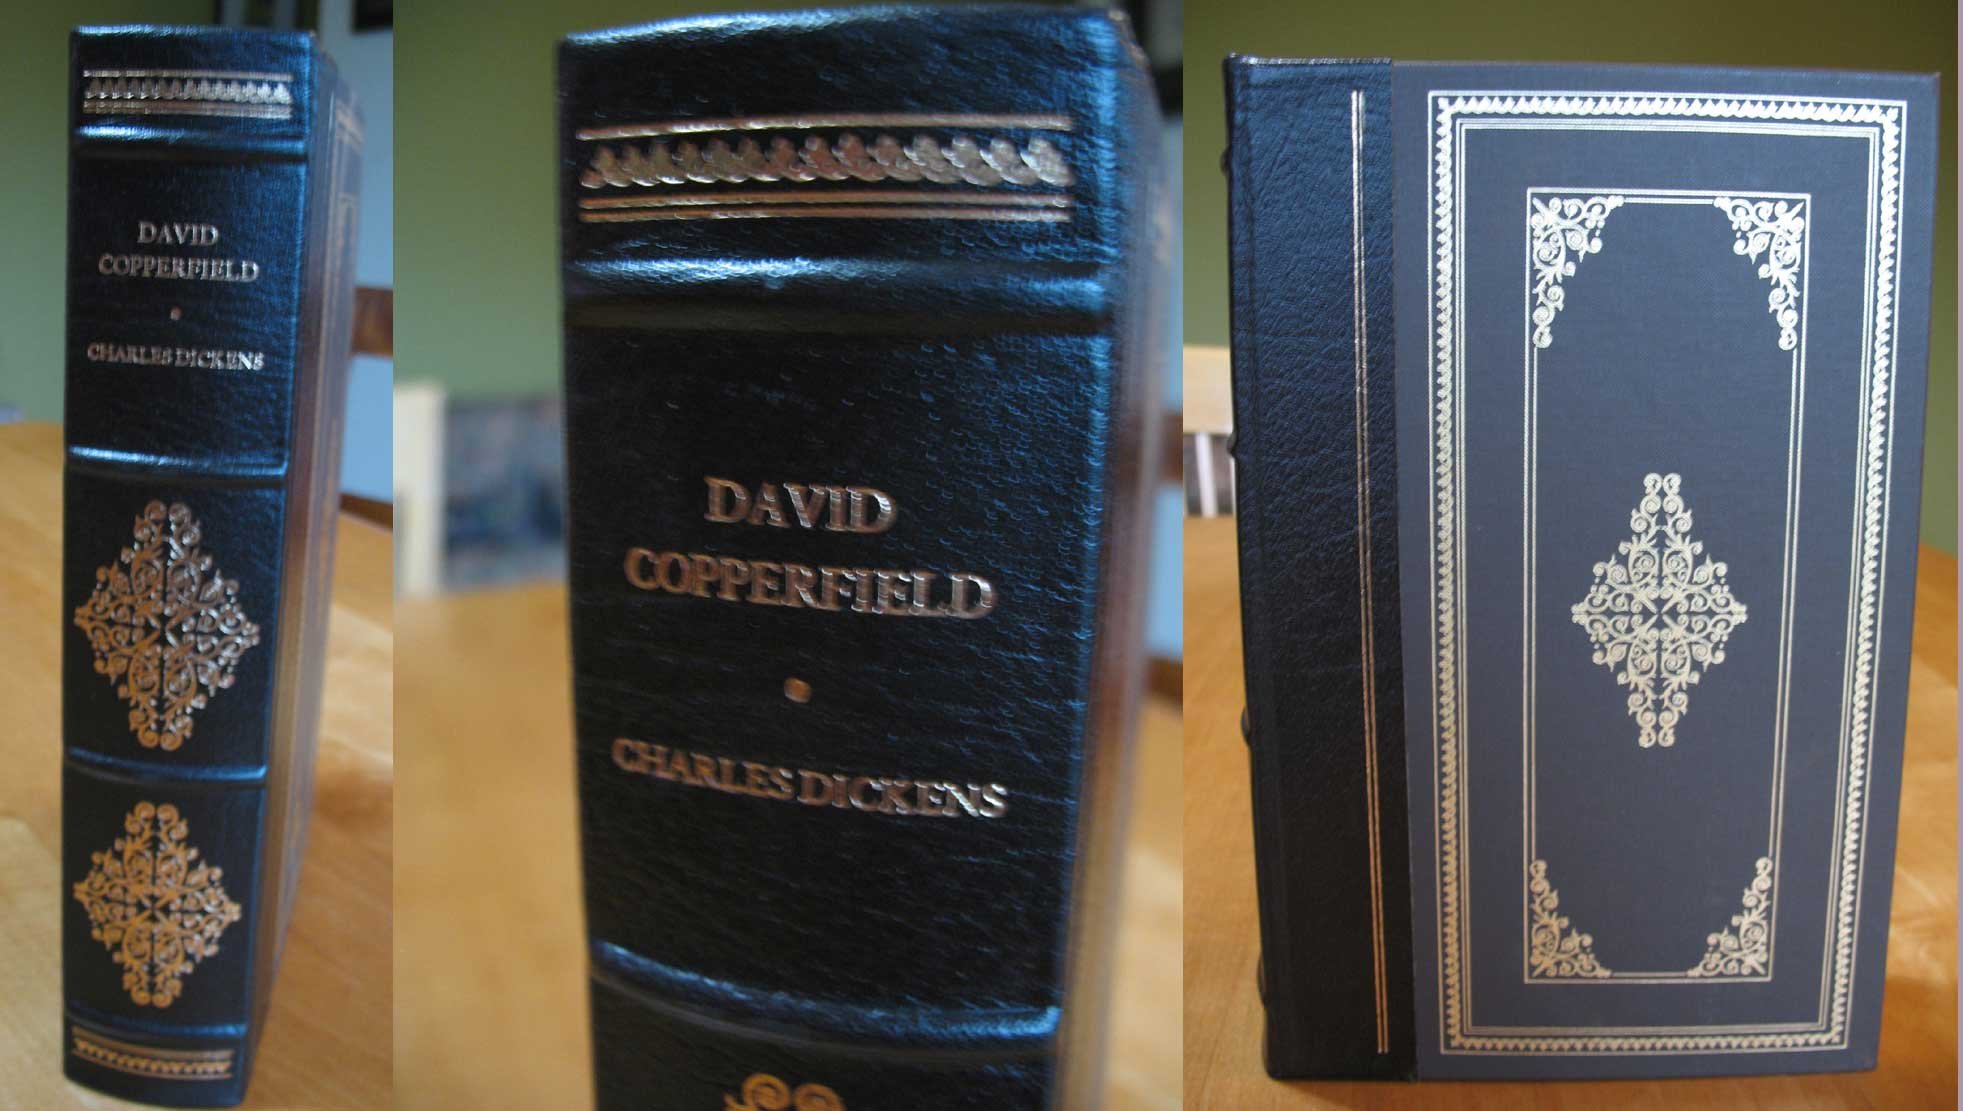 DAVID
COPPERFIELD
CHARLES DICKENS
DAVID
COPPERFIELD
CHARLES DICKENS